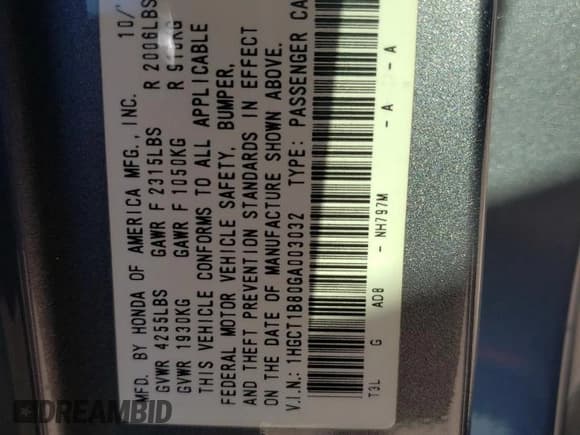 MFD. BY HONDA OF AMERICA MFG., INC. 10/
GVWR 4255LBS GAWR F 2315LBS R 2006LBS
GVWR 1930KG GAWR F 1050KG R
THIS VEHICLE CONFORMS TO ALL APPLICABLE
FEDERAL MOTOR VEHICLE SAFETY, BUMPER,
AND THEFT PREVENTION STANDARDS IN EFFECT
ON THE DATE OF MANUFACTURE SHOWN ABOVE.
V.I.N.: 1HGCT1B80GA003032 TYPE: PASSENGER CA
NH797M - A - A
T3L G AD8 -
DREAMBID